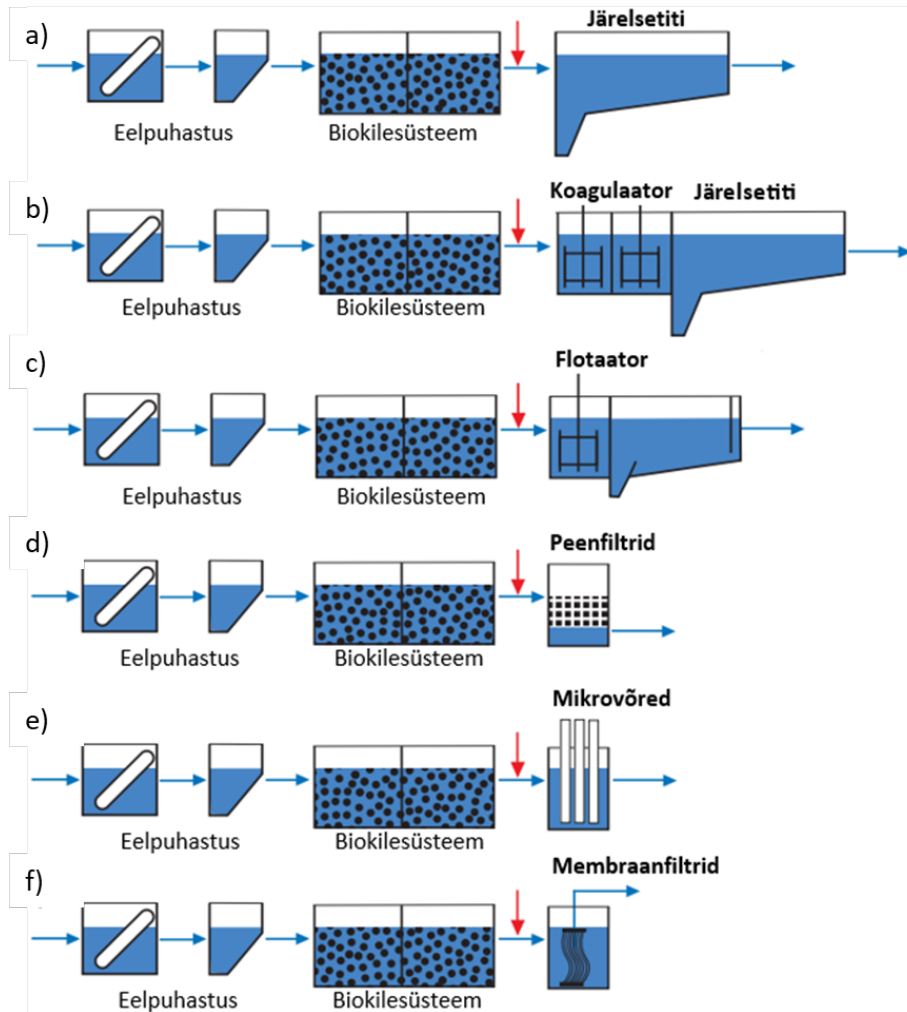 a)
Järelsetiti
Eelpuhastus
Biokilesüsteem
b)
Koagulaator
Järelsetiti
Eelpuhastus
Biokilesüsteem
c)
Flotaator
Eelpuhastus
Biokilesüsteem
d)
Peenfiltrid
Eelpuhastus
Biokilesüsteem
e)
Mikrovõred
Eelpuhastus
Biokilesüsteem
f)
Membraanfiltrid
Eelpuhastus
Biokilesüsteem